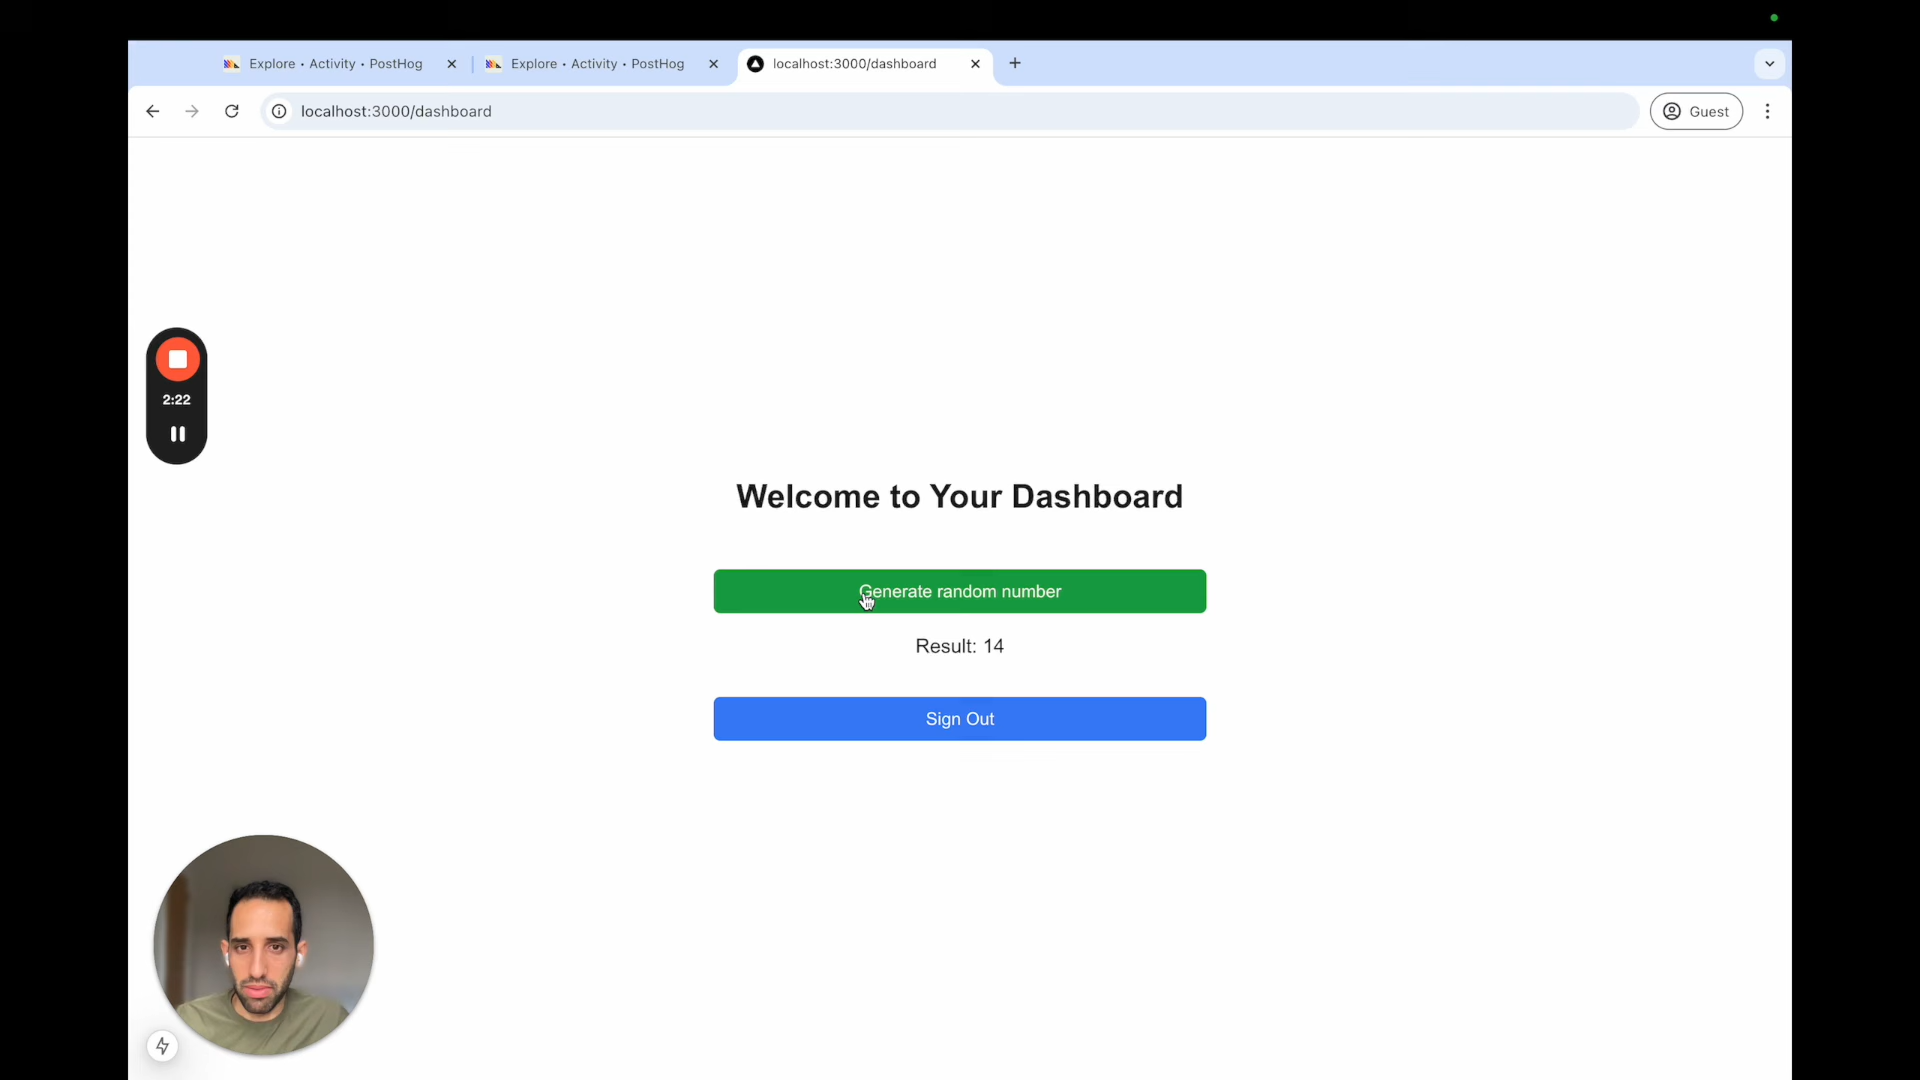 Explore • Activity • PostHog
Explore • Activity • PostHog
localhost:3000/dashboard
localhost:3000/dashboard
Guest
2:22
Welcome to Your Dashboard
Generate random number
Result: 14
Sign Out